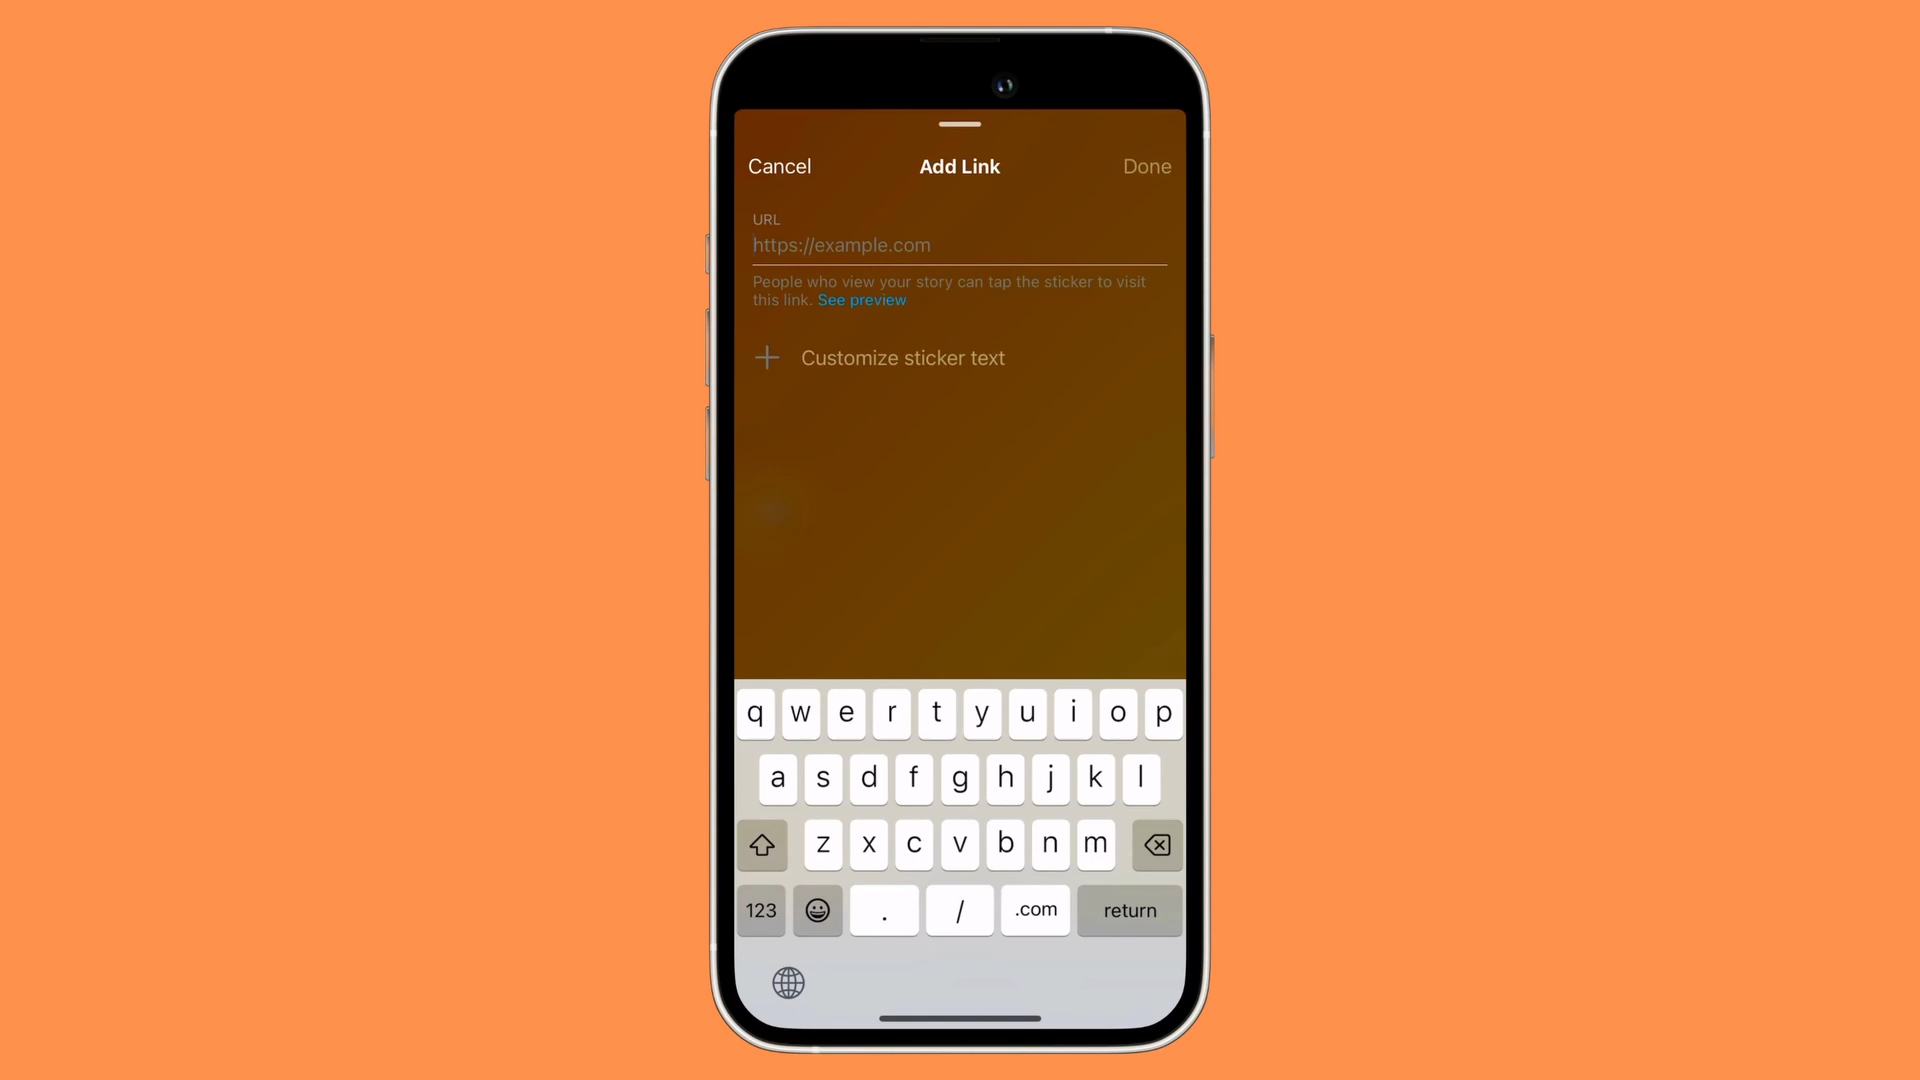 Cancel Add Link Done
URL
https://example.com
People who view your story can tap the sticker to visit
this link. See preview
Customize sticker text
q w e r t y u i o p
a s d f g h j k l
z x c v b n m
123 . / .com return